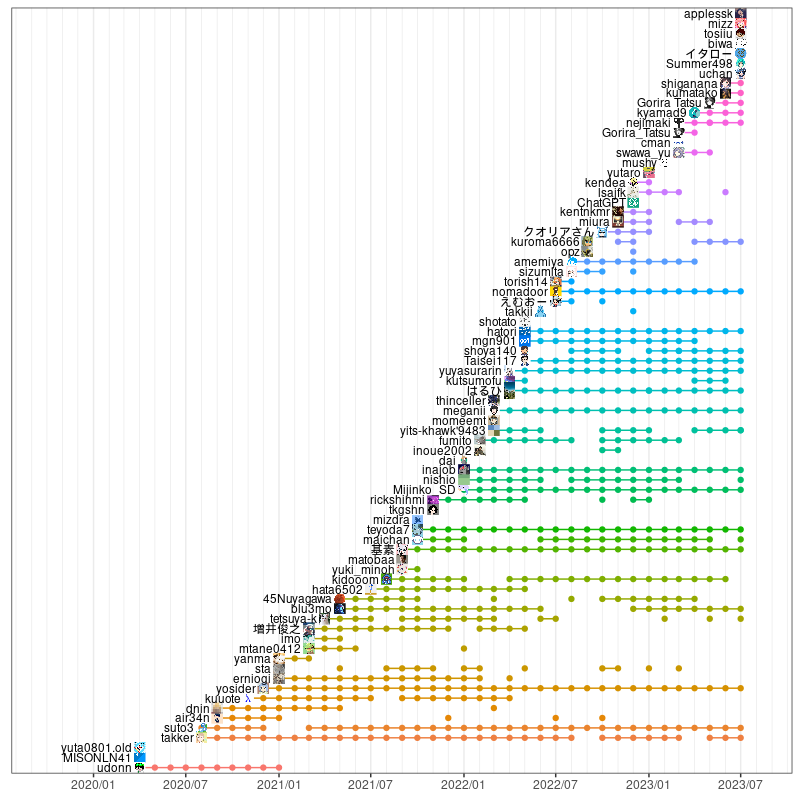 applessk
mizz
tosiiu
biwa
イタロー
Summer498
uchan
shiganana
kumatako
Gorira Tatsu
kyamad9
nejimaki
Gorira_Tatsu
cman
swawa_yu
mushy
yutaro
kendea
lsaifk
ChatGPT
kentnkmr
miura
クオリアさん
kuroma6666
opz
amemiya
sizumita
torish14
nomadoor
えむおー
takkii
shotato
hatori
mgn901
shoya140
Taisei117
yuyasurarin
kutsumofu
はるひ
thinceller
meganii
momeemt
yits-khawk'9483
fumito
inoue2002
dai
inajob
nishio
Mijinko_SD
rickshinmi
tkgshn
mizdra
teyoda7
maichan
基素
matobaa
yuki_minoh
kidooom
hata6502
45Nuyagawa
blu3mo
tetsuya-k
増井俊之
imo
mtane0412
yanma
sta
erniogi
yosider
kuuote
dnin
air34n
suto3
takker
yuta0801.old
MISONLN41
udonn
2020/01 2020/07 2021/01 2021/07 2022/01 2022/07 2023/01 2023/07